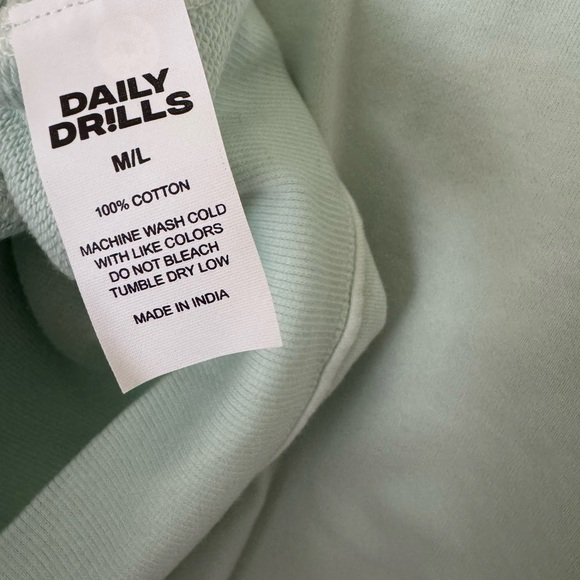 DAILY
DR!LLS
M/L
100% COTTON
MACHINE WASH COLD
WITH LIKE COLORS
DO NOT BLEACH
TUMBLE DRY LOW
MADE IN INDIA